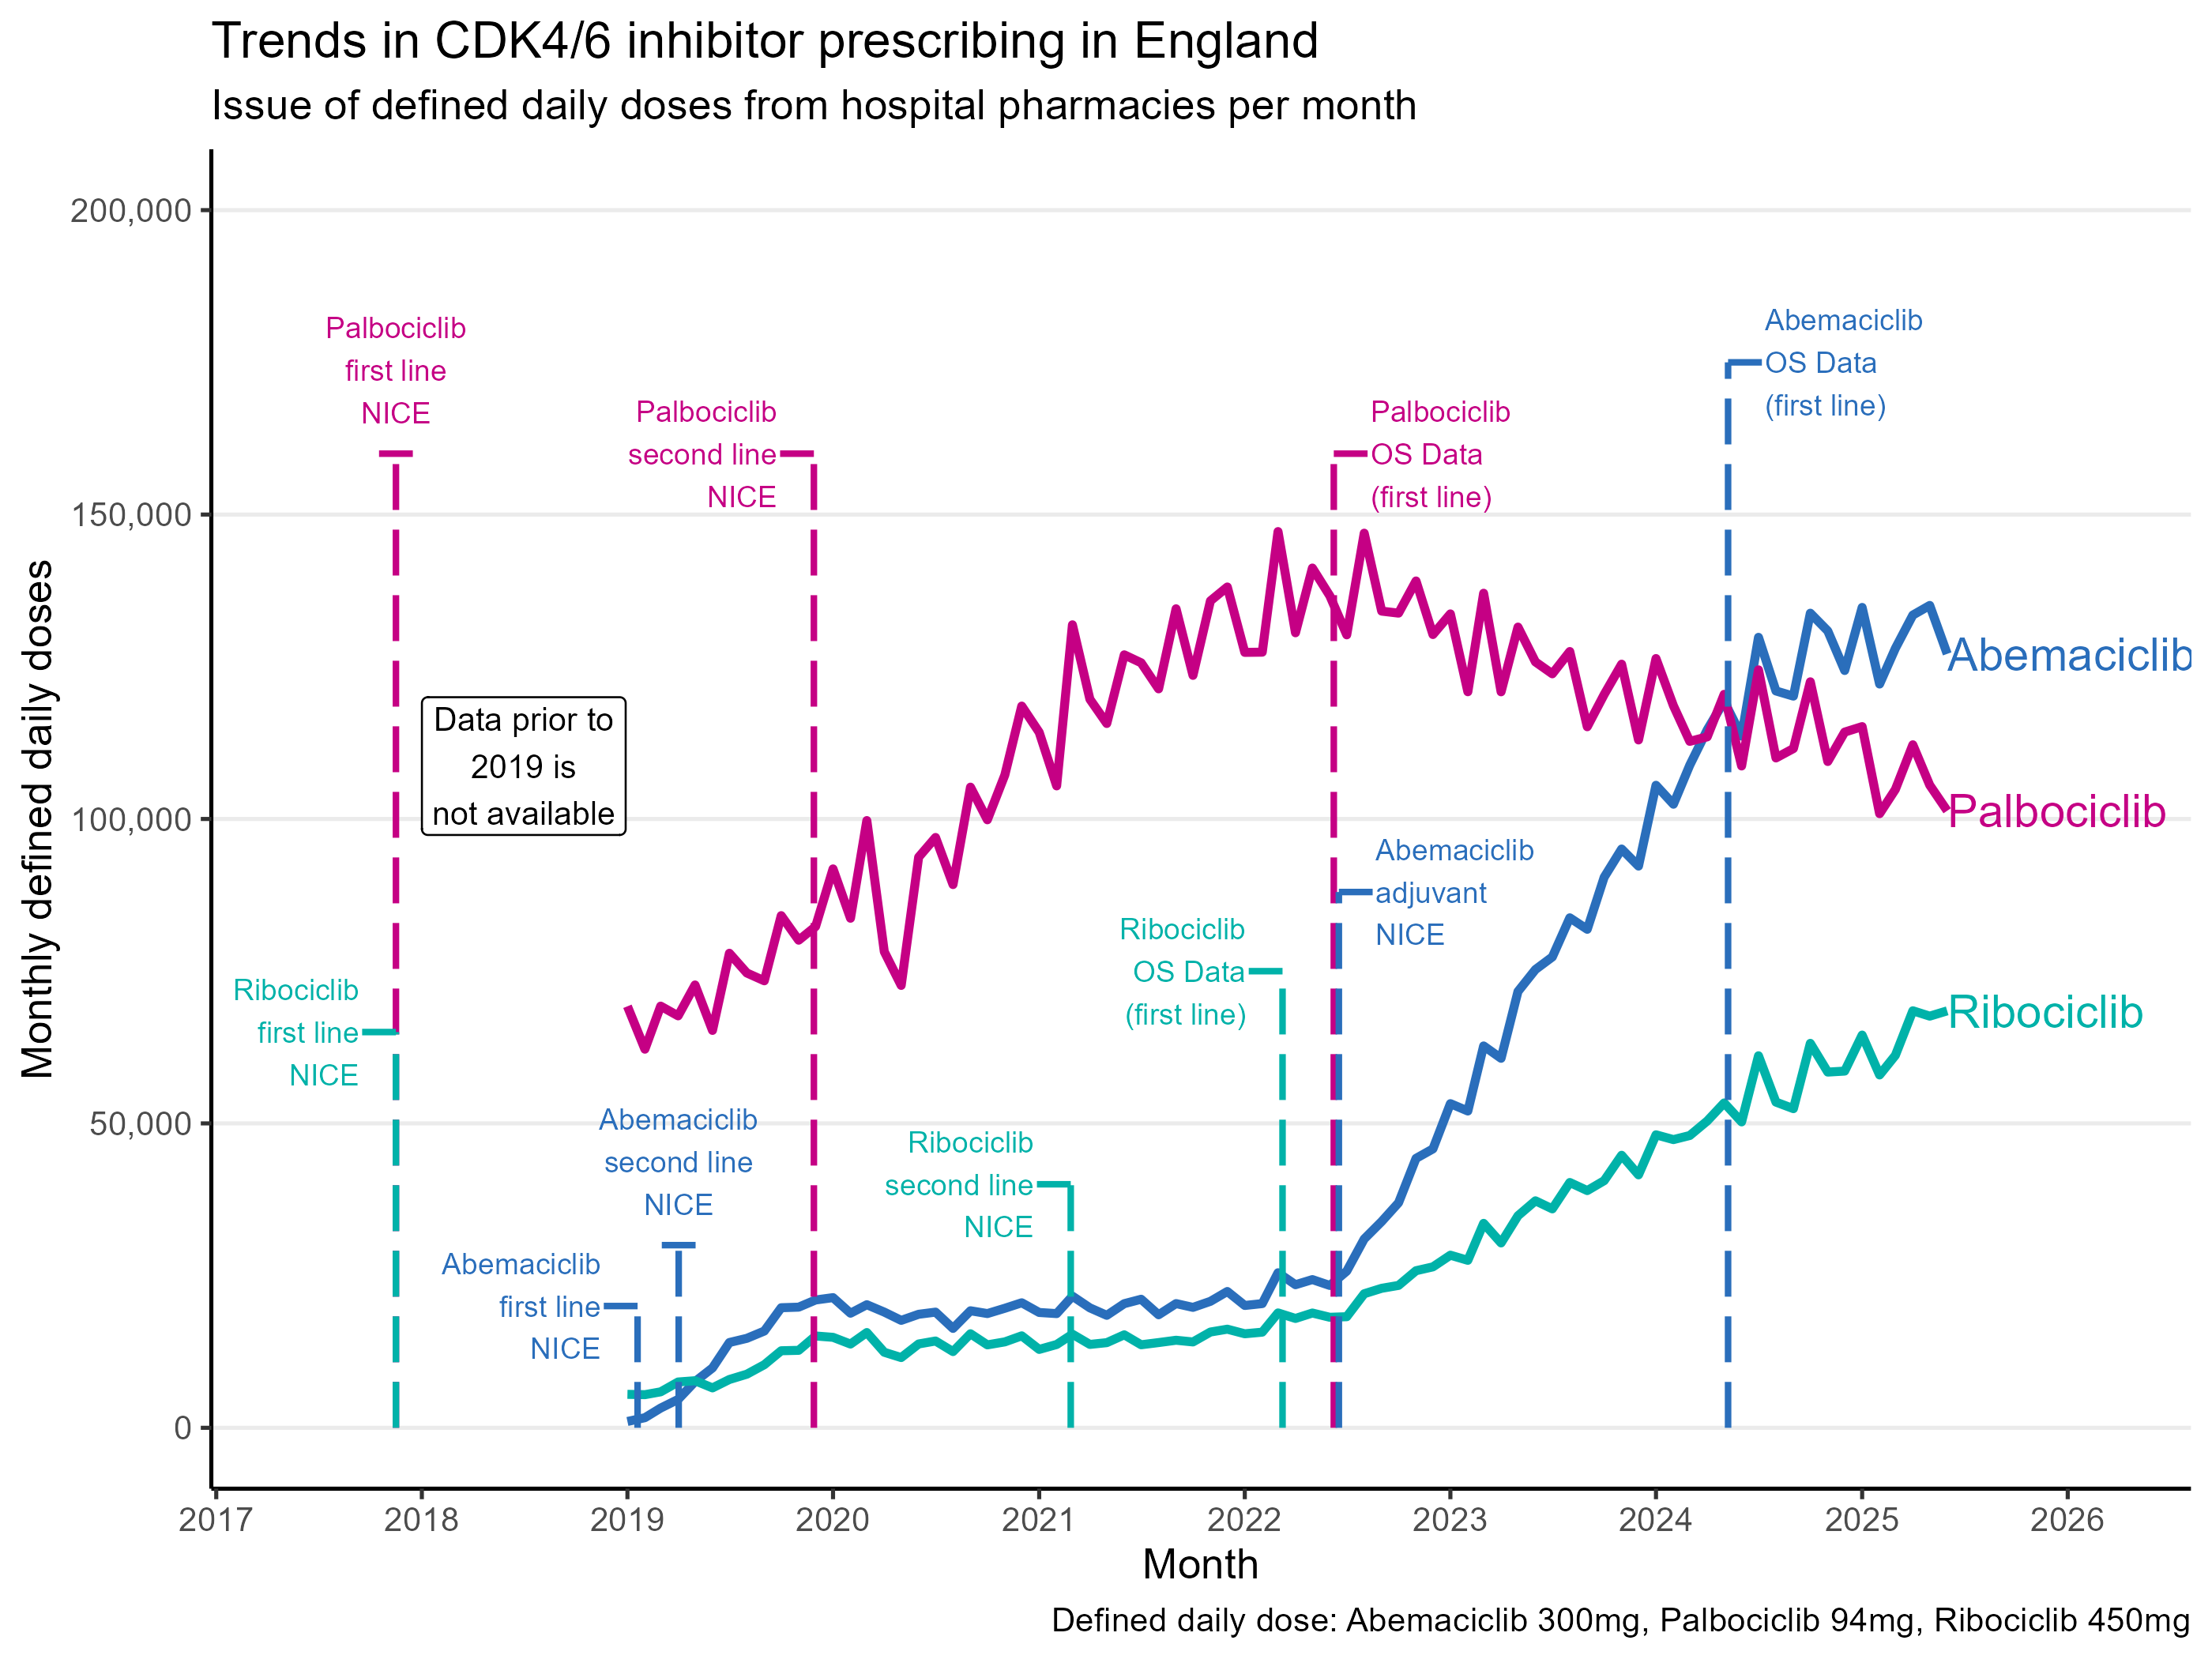 Trends in CDK4/6 inhibitor prescribing in England
Issue of defined daily doses from hospital pharmacies per month
Monthly defined daily doses
200,000
150,000
100,000
50,000
0
Palbociclib
first line
NICE
Palbociclib
second line
NICE
Palbociclib
OS Data
(first line)
Abemaciclib
OS Data
(first line)
Data prior to
2019 is
not available
Ribociclib
first line
NICE
Abemaciclib
second line
NICE
Abemaciclib
first line
NICE
Ribociclib
second line
NICE
Ribociclib
OS Data
(first line)
Abemaciclib
adjuvant
NICE
Abemaciclib
Palbociclib
Ribociclib
2017
2018
2019
2020
2021
2022
2023
2024
2025
2026
Month
Defined daily dose: Abemaciclib 300mg, Palbociclib 94mg, Ribociclib 450mg